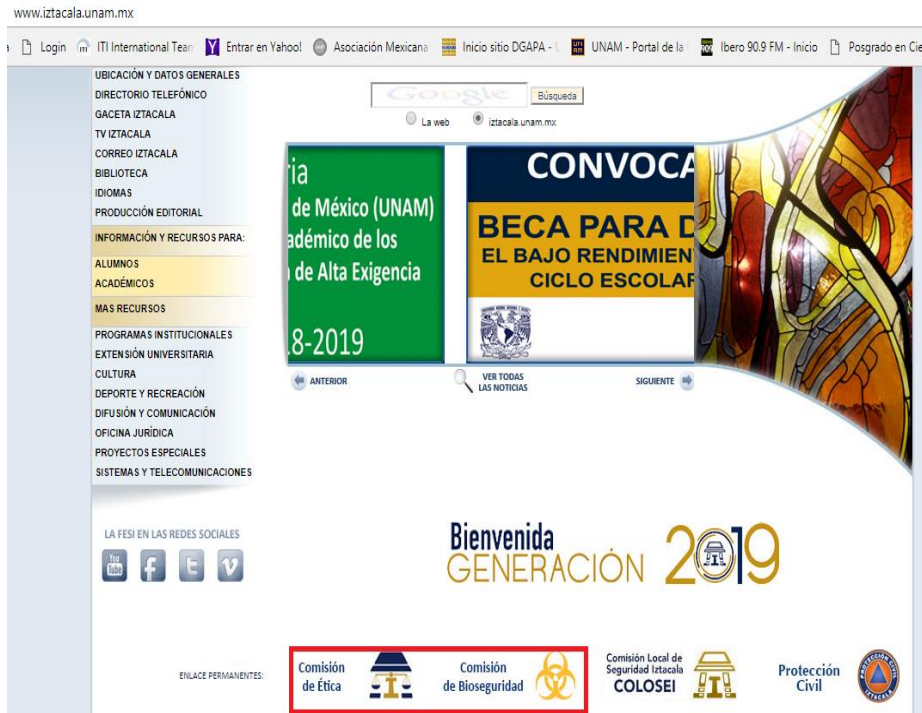 www.iztacala.unam.mx
Login ITI International Tean Entrar en Yahoo! Asociación Mexicana Inicio sitio DGAPA - UNAM - Portal de la Ibero 90.9 FM - Inicio Posgrado en Cie
UBICACIÓN Y DATOS GENERALES
DIRECTORIO TELEFÓNICO
GACETA IZTACALA
TV IZTACALA
CORREO IZTACALA
BIBLIOTECA
IDIOMAS
PRODUCCIÓN EDITORIAL
INFORMACIÓN Y RECURSOS PARA:
ALUMNOS
ACADÉMICOS
MAS RECURSOS
PROGRAMAS INSTITUCIONALES
EXTENSIÓN UNIVERSITARIA
CULTURA
DEPORTE Y RECREACIÓN
DIFUSIÓN Y COMUNICACIÓN
OFICINA JURÍDICA
PROYECTOS ESPECIALES
SISTEMAS Y TELECOMUNICACIONES
LA FESI EN LAS REDES SOCIALES
You
Tube
Google Búsqueda
La web iztacala.unam.mx
ria
de México (UNAM)
adémico de los
de Alta Exigencia
8-2019
CONVOCA
BECA PARA D
EL BAJO RENDIMIEN
CICLO ESCOLAR
ANTERIOR
VER TODAS
LAS NOTICIAS
SIGUIENTE
Bienvenida
GENERACIÓN 2019
ENLACE PERMANENTES:
Comisión
de Ética
Comisión
de Bioseguridad
Comisión Local de
Seguridad Iztacala
COLOSEI
Protección
Civil
PROTECCIÓN CIVIL
IZTACALA